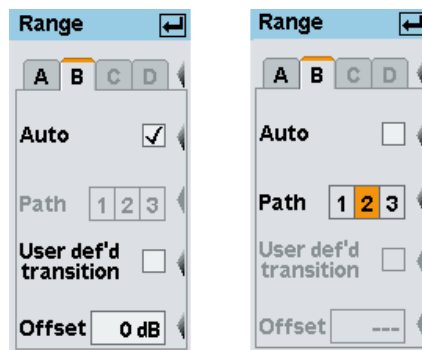 Range
A B C D
Auto
Path 1 2 3
User def'd
transition
Offset 0 dB
Range
A B C D
Auto
Path 1 2 3
User def'd
transition
Offset ---